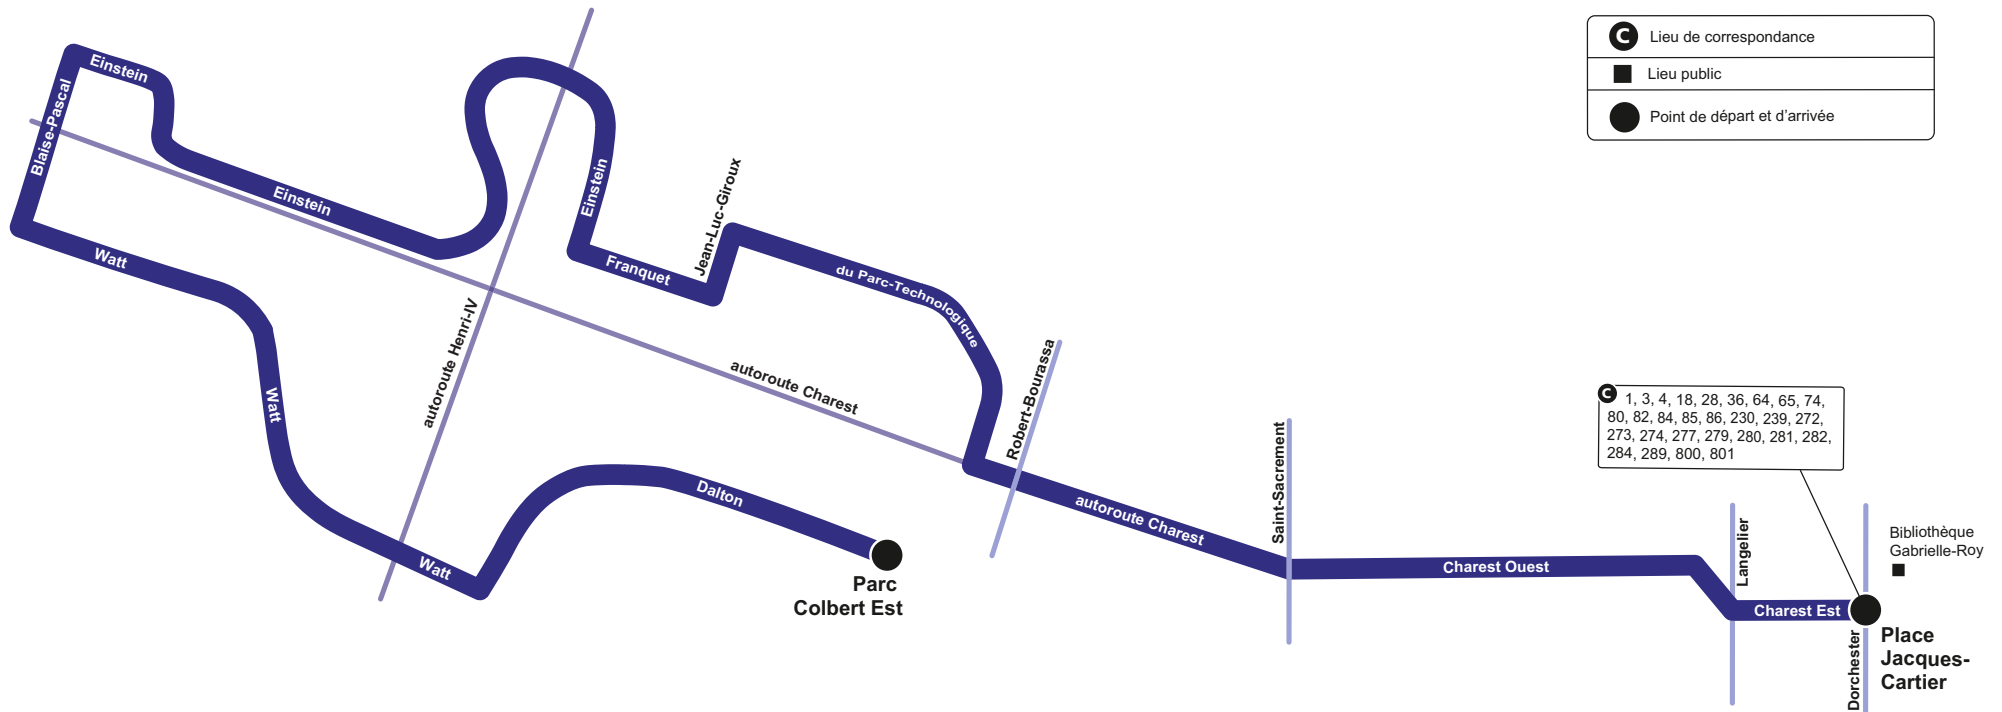 C Lieu de correspondance
Lieu public
Point de départ et d'arrivée
Einstein
Blaise-Pascal
Einstein
Watt
Watt
Watt
autoroute Henri-IV
Einstein
Franquet
Jean-Luc-Giroux
du Parc-Technologique
autoroute Charest
Dalton
Parc
Colbert Est
Robert-Bourassa
autoroute Charest
Saint-Sacrement
Charest Ouest
Langelier
Charest Est
C 1, 3, 4, 18, 28, 36, 64, 65, 74,
80, 82, 84, 85, 86, 230, 239, 272,
273, 274, 277, 279, 280, 281, 282,
284, 289, 800, 801
Bibliothèque
Gabrielle-Roy
Dorchester
Place
Jacques-
Cartier